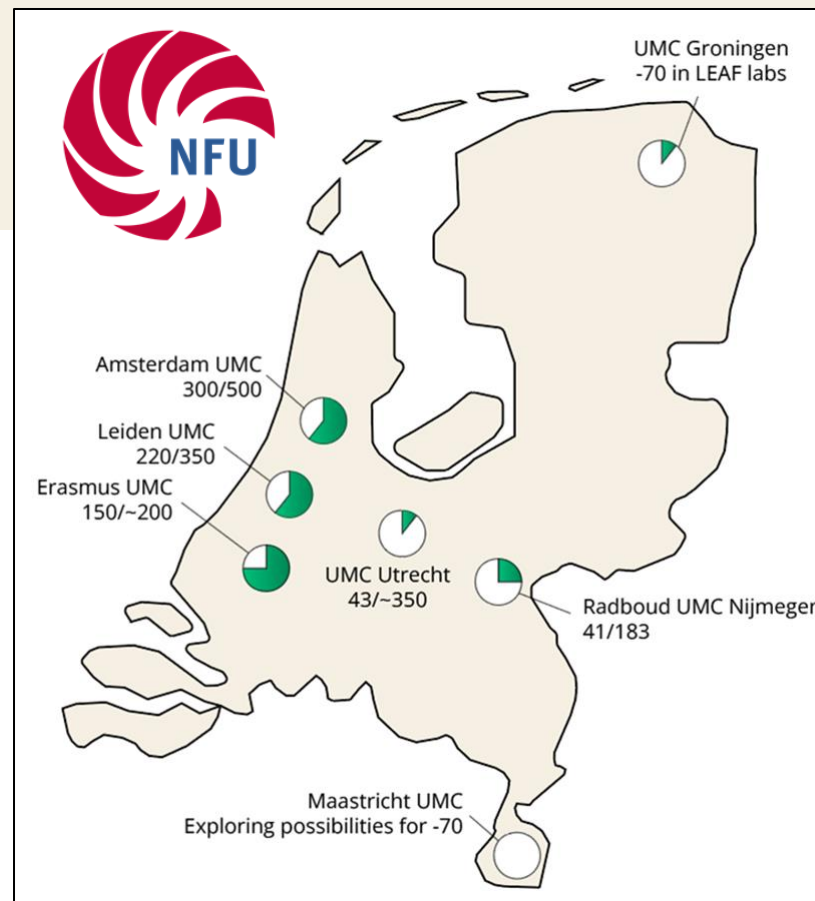 NFU
UMC Groningen
-70 in LEAF labs
Amsterdam UMC
300/500
Leiden UMC
220/350
Erasmus UMC
150/~200
UMC Utrecht
43/~350
Radboud UMC Nijmegen
41/183
Maastricht UMC
Exploring possibilities for -70